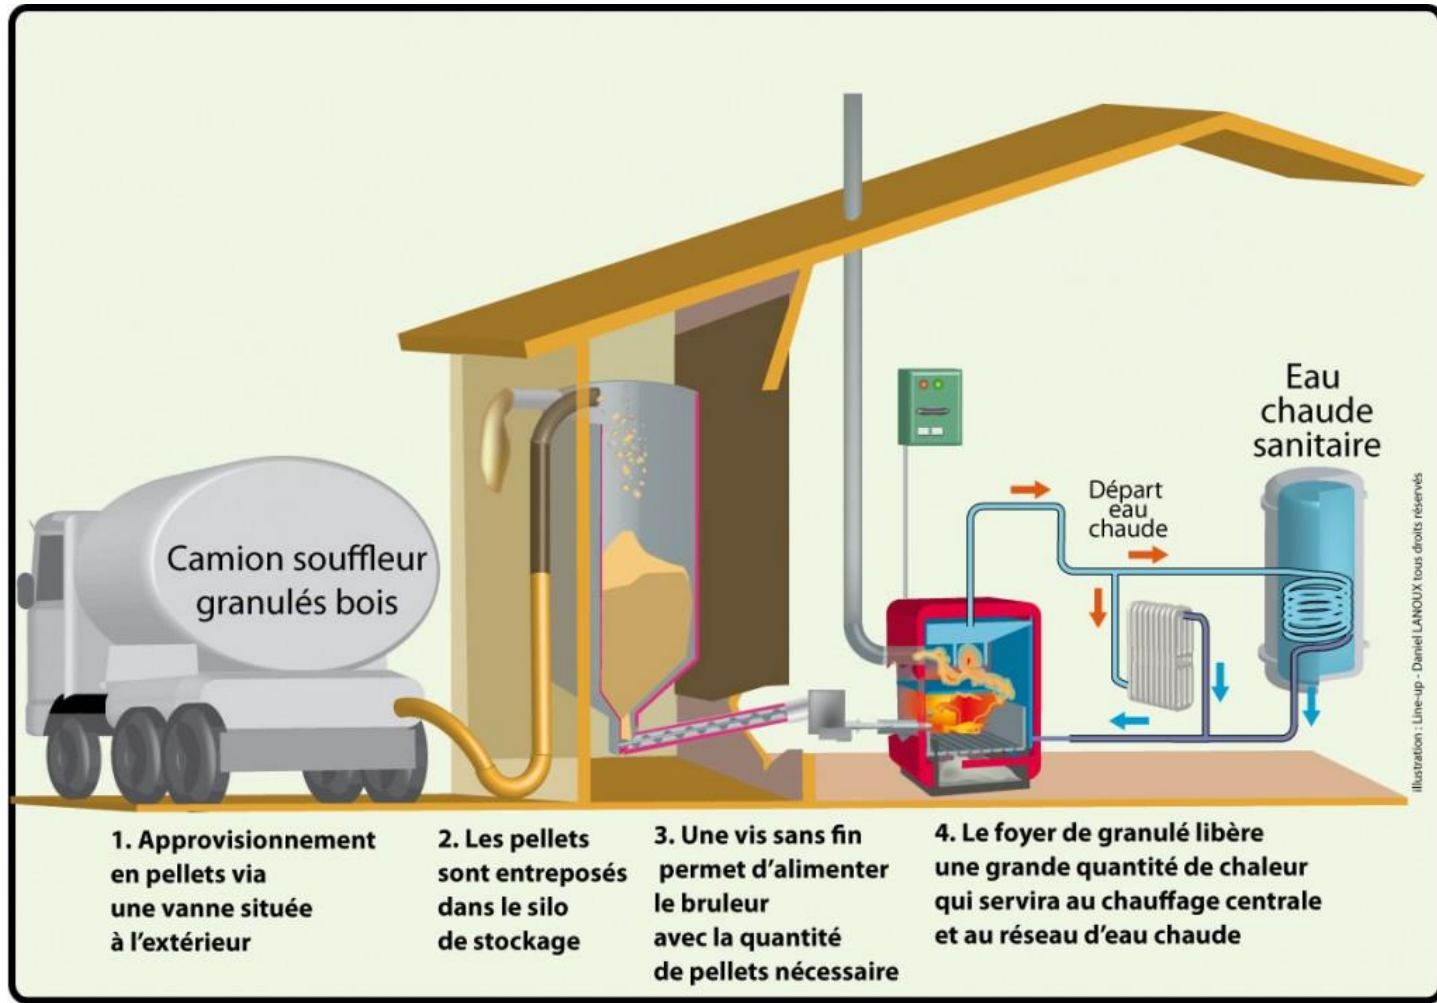 Camion souffleur
granulés bois
Eau
chaude
sanitaire
Départ
eau
chaude
1. Approvisionnement
en pellets via
une vanne située
à l’extérieur
2. Les pellets
sont entreposés
dans le silo
de stockage
3. Une vis sans fin
permet d’alimenter
le bruleur
avec la quantité
de pellets nécessaire
4. Le foyer de granulé libère
une grande quantité de chaleur
qui servira au chauffage centrale
et au réseau d’eau chaude
illustration : Line-up - Daniel LANOUX tous droits réservés